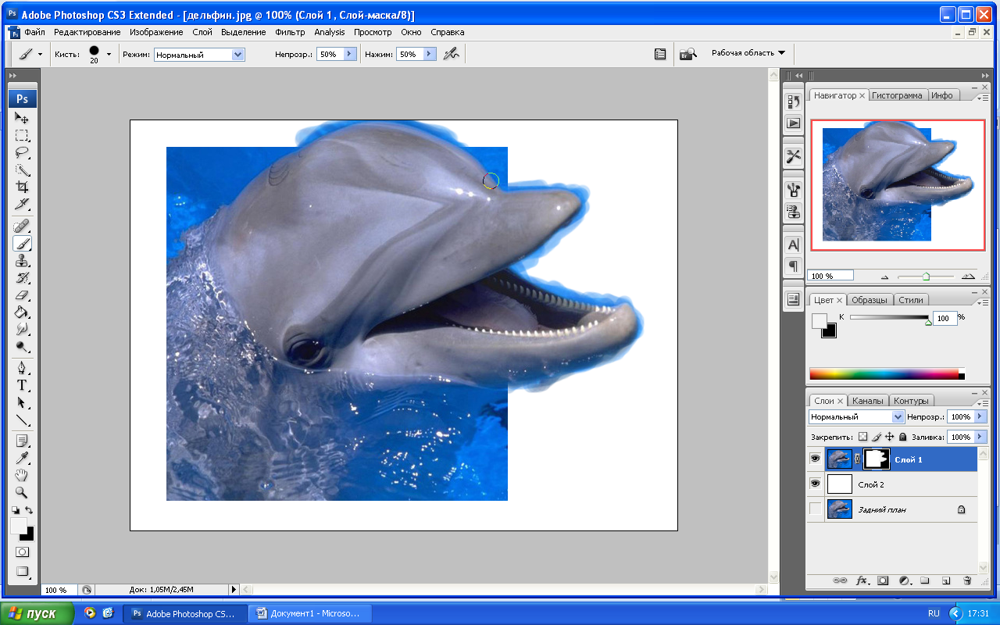 Adobe Photoshop CS3 Extended - [дельфин.jpg @ 100% (Слой 1, Слой-маска/8)]
Файл Редактирование Изображение Слой Выделение Фильтр Analysis Просмотр Окно Справка
Кисть: 20 Режим: Нормальный Непрозр.: 50% Нажим: 50% Рабочая область
Ps
Навигатор Гистограмма Инфо
100 %
Цвет Образцы Стили
K 100 %
Слои Каналы Контуры
Нормальный Непрозр.: 100%
Закрепить: Заливка: 100%
Слой 1
Слой 2
Задний план
100 % Док: 1,05M/2,45M
пуск Adobe Photoshop CS... Документ1 - Microso... RU 17:31